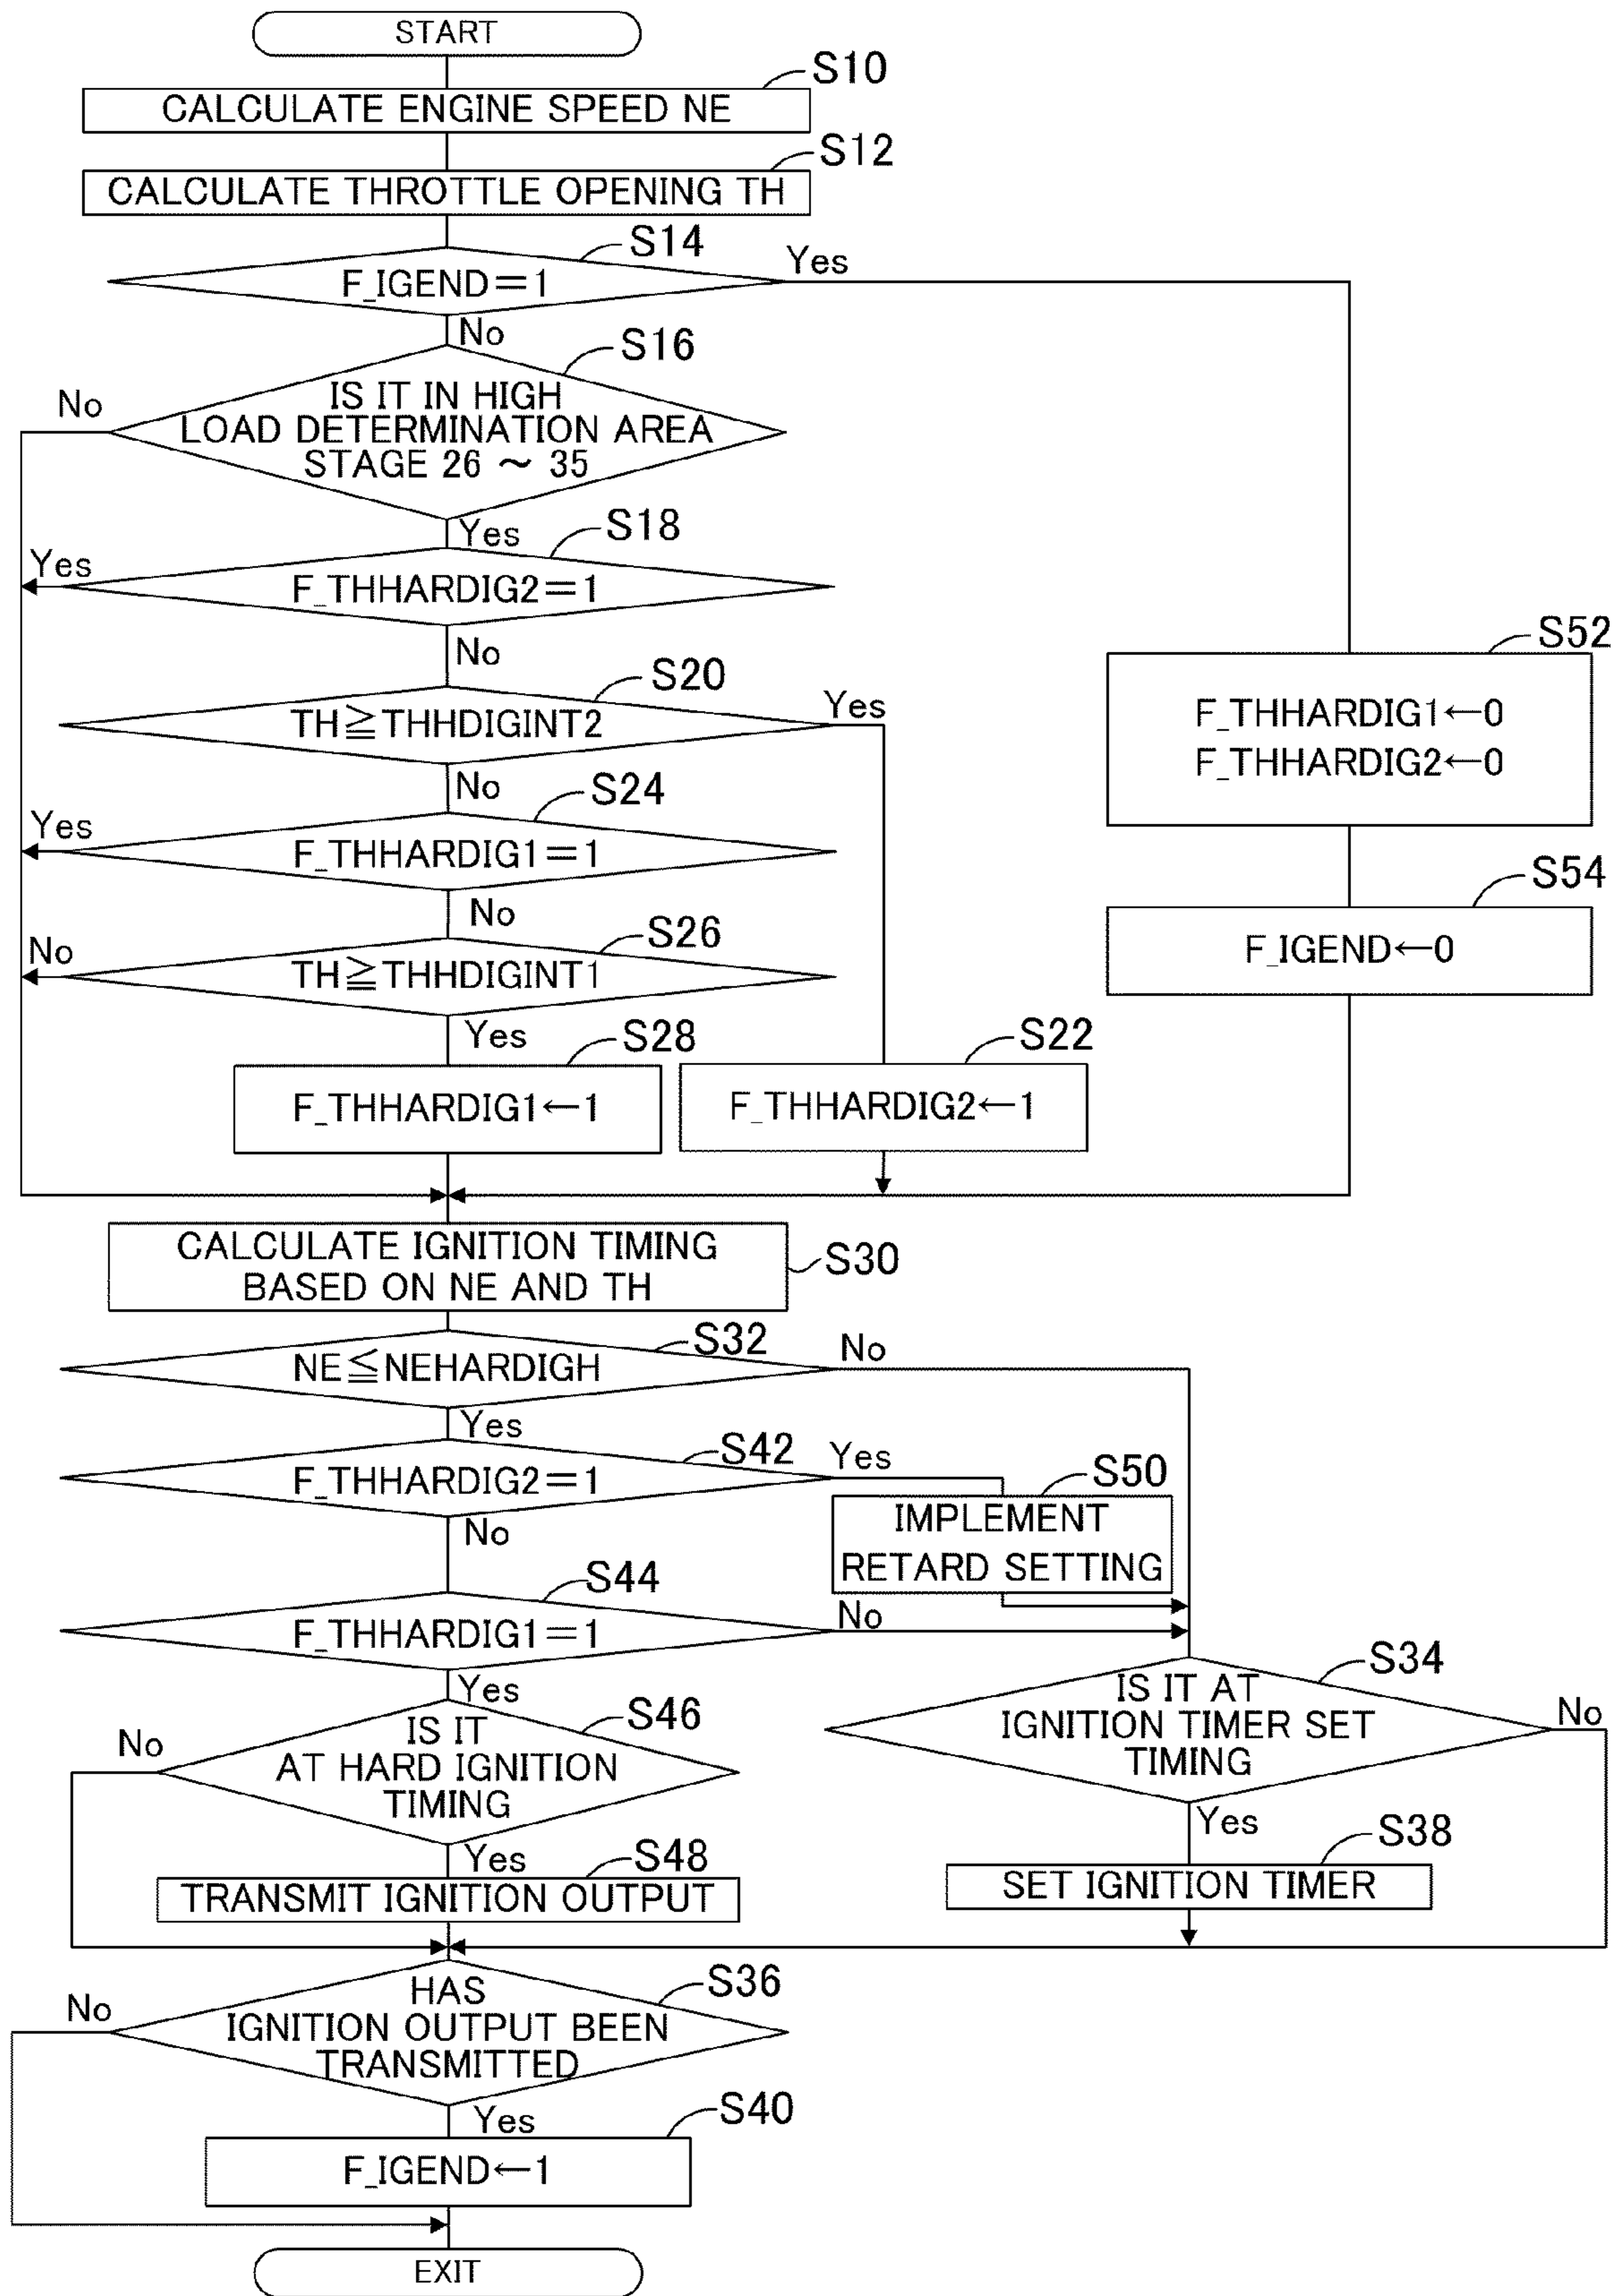 START
S10
CALCULATE ENGINE SPEED NE
S12
CALCULATE THROTTLE OPENING TH
S14
F_IGEND=1
Yes
No
S16
IS IT IN HIGH
LOAD DETERMINATION AREA
STAGE 26 ~ 35
No
Yes
S18
F_THHARDIG2=1
Yes
No
S20
TH≧THHDIGINT2
Yes
No
S24
F_THHARDIG1=1
Yes
No
S26
TH≧THHDIGINT1
No
Yes
S28
F_THHARDIG1←1
S22
F_THHARDIG2←1
S52
F_THHARDIG1←0
F_THHARDIG2←0
S54
F_IGEND←0
CALCULATE IGNITION TIMING
BASED ON NE AND TH
S30
S32
NE≦NEHARDIGH
No
Yes
S42
F_THHARDIG2=1
Yes
No
S50
IMPLEMENT
RETARD SETTING
S44
F_THHARDIG1=1
No
Yes
S46
IS IT
AT HARD IGNITION
TIMING
No
Yes
S48
TRANSMIT IGNITION OUTPUT
S34
IS IT AT
IGNITION TIMER SET
TIMING
No
Yes
S38
SET IGNITION TIMER
S36
HAS
IGNITION OUTPUT BEEN
TRANSMITTED
No
Yes
S40
F_IGEND←1
EXIT